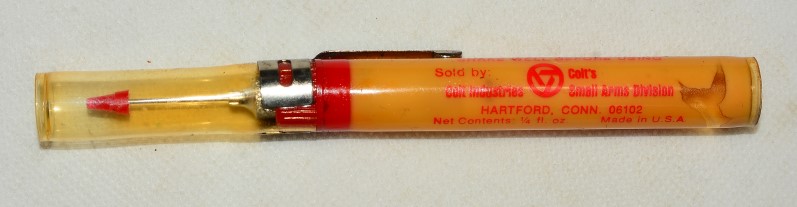 Sold by: Colt's
Colt Industries Small Arms Division
HARTFORD, CONN. 06102
Net Contents: ¼ fl. oz Made in U.S.A